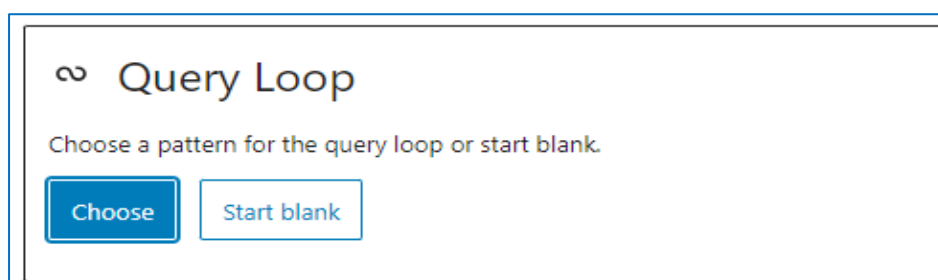 Query Loop
Choose a pattern for the query loop or start blank.
Choose
Start blank